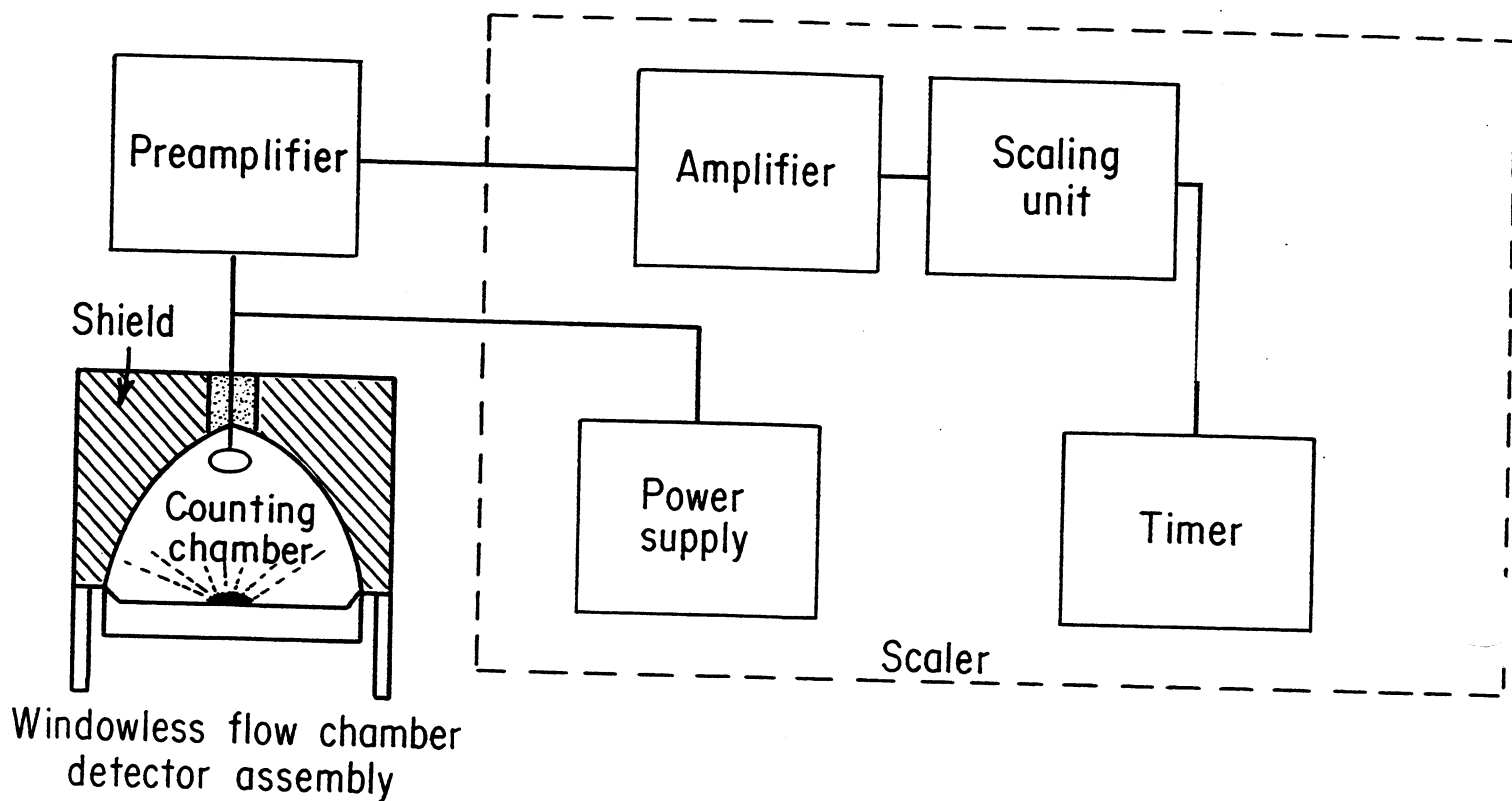 Preamplifier
Amplifier
Scaling
unit
Shield
Counting
chamber
Power
supply
Timer
Scaler
Windowless flow chamber
detector assembly